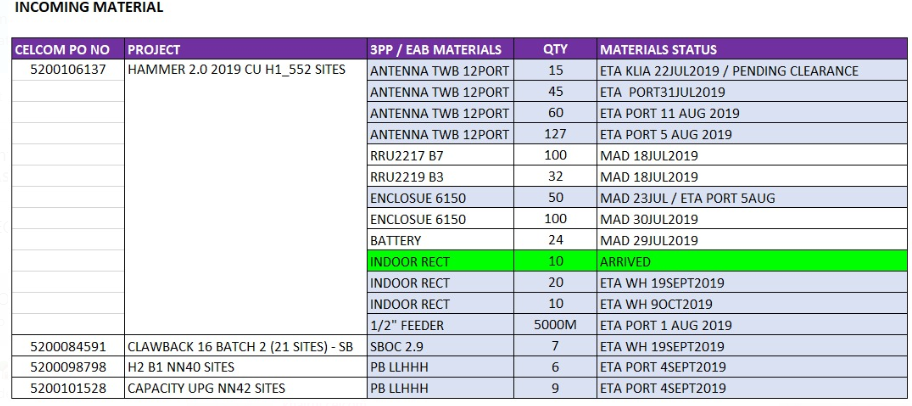 INCOMING MATERIAL
CELCOM PO NO PROJECT 3PP / EAB MATERIALS QTY MATERIALS STATUS
5200106137 HAMMER 2.0 2019 CU H1_552 SITES ANTENNA TWB 12PORT 15 ETA KLIA 22JUL2019 / PENDING CLEARANCE
ANTENNA TWB 12PORT 45 ETA PORT31JUL2019
ANTENNA TWB 12PORT 60 ETA PORT 11 AUG 2019
ANTENNA TWB 12PORT 127 ETA PORT 5 AUG 2019
RRU2217 B7 100 MAD 18JUL2019
RRU2219 B3 32 MAD 18JUL2019
ENCLOSUE 6150 50 MAD 23JUL / ETA PORT 5AUG
ENCLOSUE 6150 100 MAD 30JUL2019
BATTERY 24 MAD 29JUL2019
INDOOR RECT 10 ARRIVED
INDOOR RECT 20 ETA WH 19SEPT2019
INDOOR RECT 10 ETA WH 9OCT2019
1/2" FEEDER 5000M ETA PORT 1 AUG 2019
5200084591 CLAWBACK 16 BATCH 2 (21 SITES) - SB SBOC 2.9 7 ETA WH 19SEPT2019
5200098798 H2 B1 NN40 SITES PB LLHHH 6 ETA PORT 4SEPT2019
5200101528 CAPACITY UPG NN42 SITES PB LLHHH 9 ETA PORT 4SEPT2019